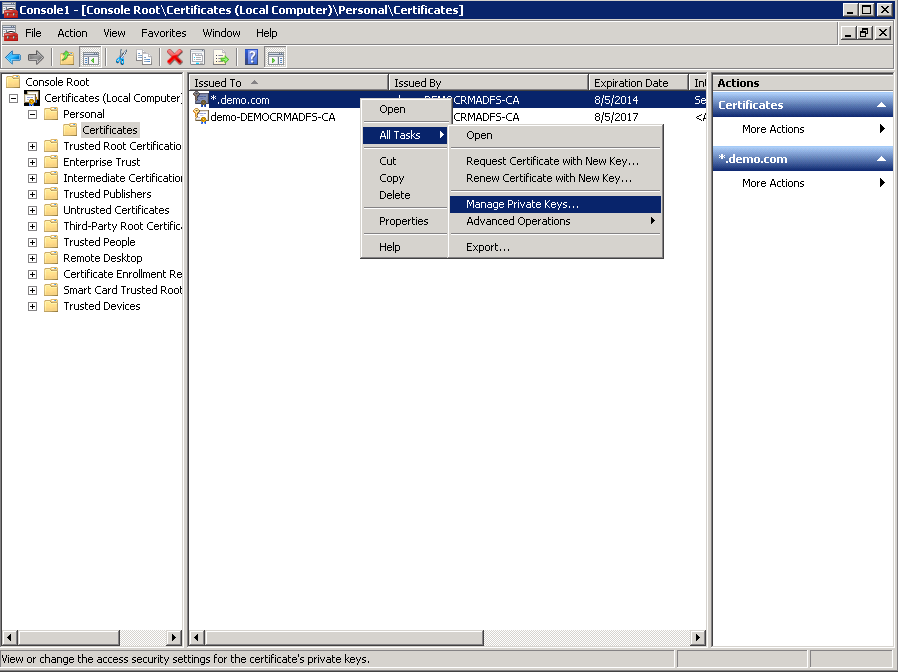 Console1 - [Console Root\Certificates (Local Computer)\Personal\Certificates]
File Action View Favorites Window Help
Console Root
Certificates (Local Computer)
Personal
Certificates
Trusted Root Certificatio
Enterprise Trust
Intermediate Certification
Trusted Publishers
Untrusted Certificates
Third-Party Root Certific
Trusted People
Remote Desktop
Certificate Enrollment Re
Smart Card Trusted Root
Trusted Devices
Issued To Issued By Expiration Date Int
*.demo.com CRMADFS-CA 8/5/2014 Se
demo-DEMOCRMADFS-CA CRMADFS-CA 8/5/2017 <A
Open
All Tasks
Cut
Copy
Delete
Properties
Help
Open
Request Certificate with New Key...
Renew Certificate with New Key...
Manage Private Keys...
Advanced Operations
Export...
Actions
Certificates
More Actions
*.demo.com
More Actions
View or change the access security settings for the certificate's private keys.